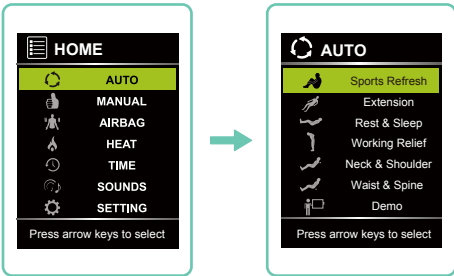 HOME
AUTO
MANUAL
AIRBAG
HEAT
TIME
SOUNDS
SETTING
Press arrow keys to select
AUTO
Sports Refresh
Extension
Rest & Sleep
Working Relief
Neck & Shoulder
Waist & Spine
Demo
Press arrow keys to select